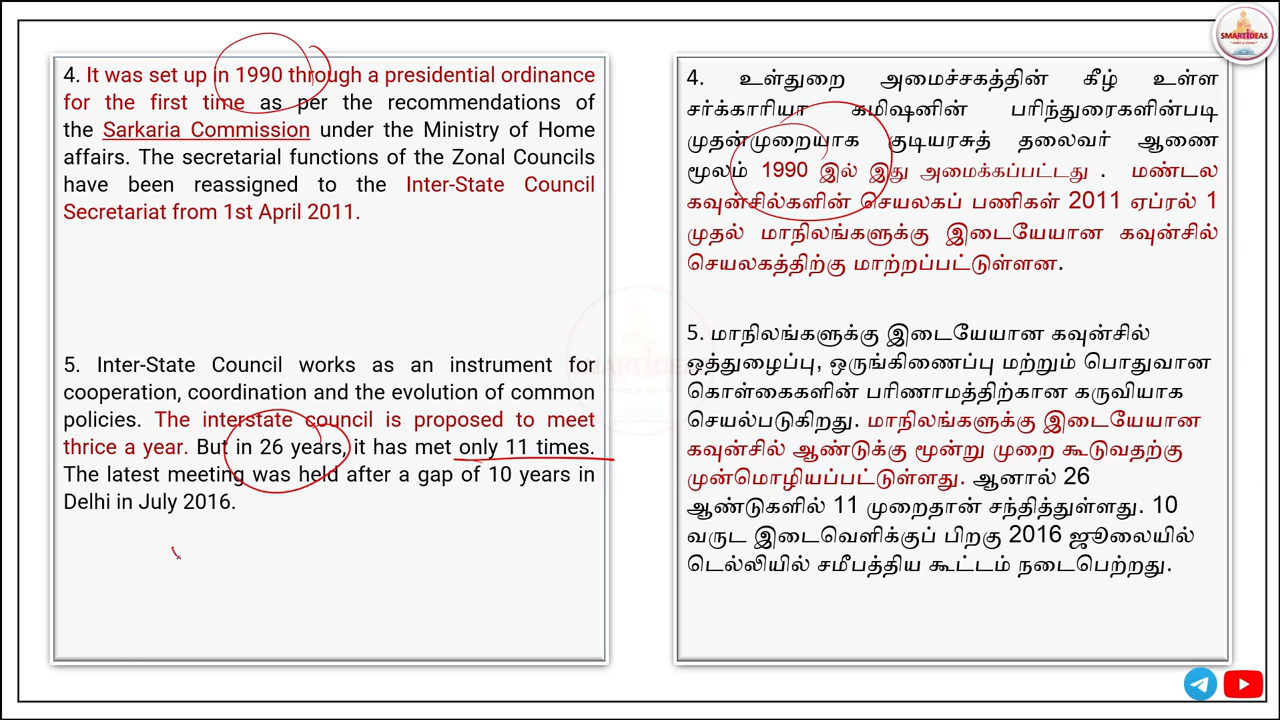 SMARTIDEAS
4. It was set up in 1990 through a presidential ordinance
for the first time as per the recommendations of
the Sarkaria Commission under the Ministry of Home
affairs. The secretarial functions of the Zonal Councils
have been reassigned to the Inter-State Council
Secretariat from 1st April 2011.
5. Inter-State Council works as an instrument for
cooperation, coordination and the evolution of common
policies. The interstate council is proposed to meet
thrice a year. But in 26 years, it has met only 11 times.
The latest meeting was held after a gap of 10 years in
Delhi in July 2016.
4. உள்துறை அமைச்சகத்தின் கீழ் உள்ள
சர்க்காரியா கமிஷனின் பரிந்துரைகளின்படி
முதன்முறையாக குடியரசுத் தலைவர் ஆணை
மூலம் 1990 இல் இது அமைக்கப்பட்டது . மண்டல
கவுன்சில்களின் செயலகப் பணிகள் 2011 ஏப்ரல் 1
முதல் மாநிலங்களுக்கு இடையேயான கவுன்சில்
செயலகத்திற்கு மாற்றப்பட்டுள்ளன.
5. மாநிலங்களுக்கு இடையேயான கவுன்சில்
ஒத்துழைப்பு, ஒருங்கிணைப்பு மற்றும் பொதுவான
கொள்கைகளின் பரிணாமத்திற்கான கருவியாக
செயல்படுகிறது. மாநிலங்களுக்கு இடையேயான
கவுன்சில் ஆண்டுக்கு மூன்று முறை கூடுவதற்கு
முன்மொழியப்பட்டுள்ளது. ஆனால் 26
ஆண்டுகளில் 11 முறைதான் சந்தித்துள்ளது. 10
வருட இடைவெளிக்குப் பிறகு 2016 ஜூலையில்
டெல்லியில் சமீபத்திய கூட்டம் நடைபெற்றது.